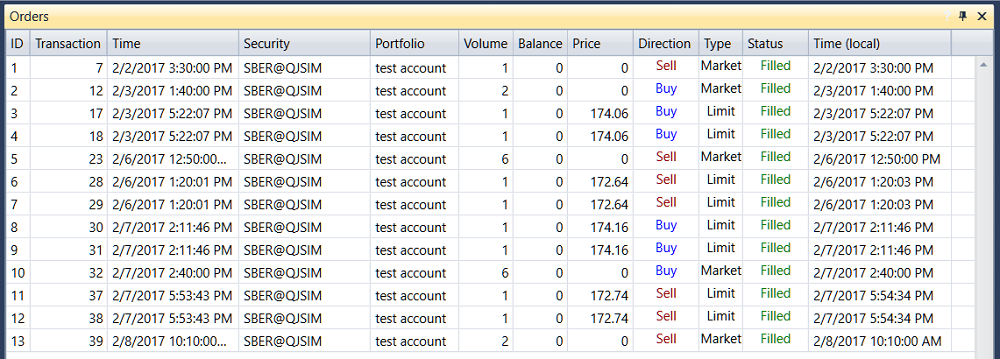 Orders
ID Transaction Time Security Portfolio Volume Balance Price Direction Type Status Time (local)
1 7 2/2/2017 3:30:00 PM SBER@QJSIM test account 1 0 0 Sell Market Filled 2/2/2017 3:30:00 PM
2 12 2/3/2017 1:40:00 PM SBER@QJSIM test account 2 0 0 Buy Market Filled 2/3/2017 1:40:00 PM
3 17 2/3/2017 5:22:07 PM SBER@QJSIM test account 1 0 174.06 Buy Limit Filled 2/3/2017 5:22:07 PM
4 18 2/3/2017 5:22:07 PM SBER@QJSIM test account 1 0 174.06 Buy Limit Filled 2/3/2017 5:22:07 PM
5 23 2/6/2017 12:50:00... SBER@QJSIM test account 6 0 0 Sell Market Filled 2/6/2017 12:50:00 PM
6 28 2/6/2017 1:20:01 PM SBER@QJSIM test account 1 0 172.64 Sell Limit Filled 2/6/2017 1:20:03 PM
7 29 2/6/2017 1:20:01 PM SBER@QJSIM test account 1 0 172.64 Sell Limit Filled 2/6/2017 1:20:03 PM
8 30 2/7/2017 2:11:46 PM SBER@QJSIM test account 1 0 174.16 Buy Limit Filled 2/7/2017 2:11:46 PM
9 31 2/7/2017 2:11:46 PM SBER@QJSIM test account 1 0 174.16 Buy Limit Filled 2/7/2017 2:11:46 PM
10 32 2/7/2017 2:40:00 PM SBER@QJSIM test account 6 0 0 Buy Market Filled 2/7/2017 2:40:00 PM
11 37 2/7/2017 5:53:43 PM SBER@QJSIM test account 1 0 172.74 Sell Limit Filled 2/7/2017 5:54:34 PM
12 38 2/7/2017 5:53:43 PM SBER@QJSIM test account 1 0 172.74 Sell Limit Filled 2/7/2017 5:54:34 PM
13 39 2/8/2017 10:10:00... SBER@QJSIM test account 2 0 0 Sell Market Filled 2/8/2017 10:10:00 AM